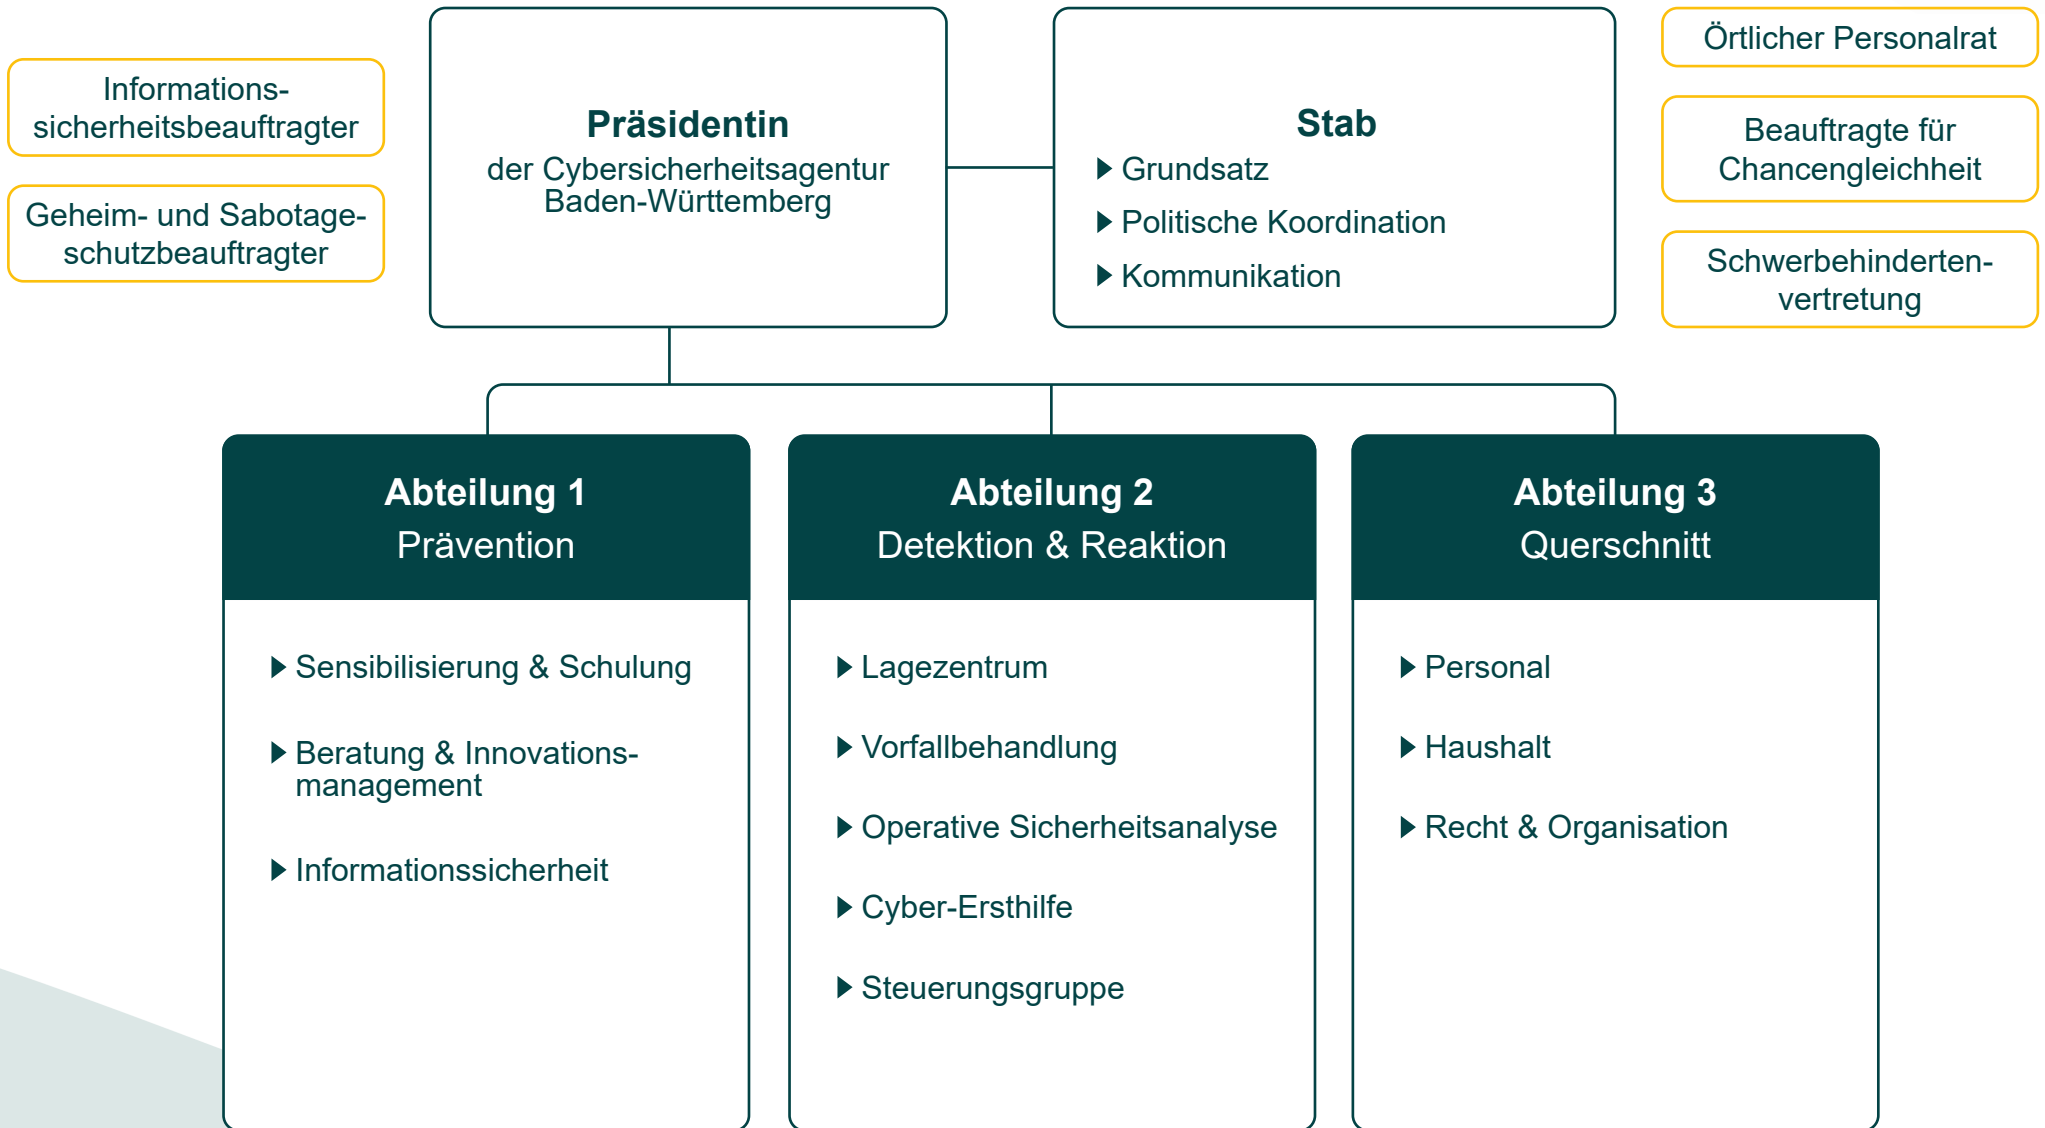 Informations-
sicherheitsbeauftragter
Geheim- und Sabotage-
schutzbeauftragter
Präsidentin
der Cybersicherheitsagentur
Baden-Württemberg
Stab
Grundsatz
Politische Koordination
Kommunikation
Örtlicher Personalrat
Beauftragte für
Chancengleichheit
Schwerbehinderten-
vertretung
Abteilung 1
Prävention
Sensibilisierung & Schulung
Beratung & Innovations-
management
Informationssicherheit
Abteilung 2
Detektion & Reaktion
Lagezentrum
Vorfallbehandlung
Operative Sicherheitsanalyse
Cyber-Ersthilfe
Steuerungsgruppe
Abteilung 3
Querschnitt
Personal
Haushalt
Recht & Organisation